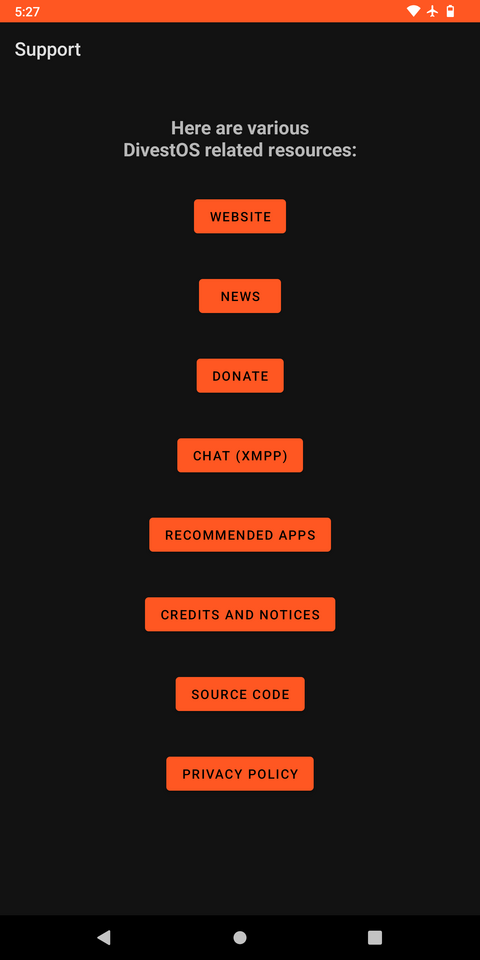 5:27
Support
Here are various
DivestOS related resources:
WEBSITE
NEWS
DONATE
CHAT (XMPP)
RECOMMENDED APPS
CREDITS AND NOTICES
SOURCE CODE
PRIVACY POLICY